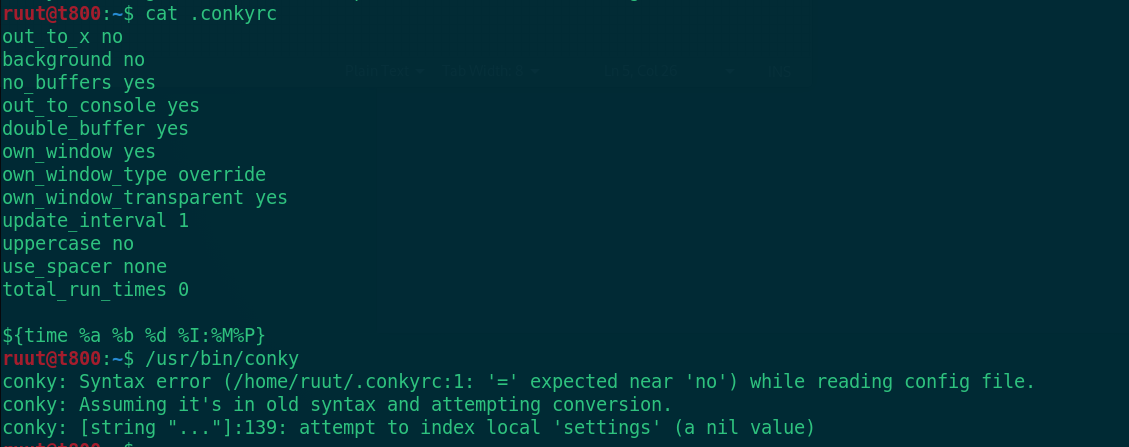 ruut@t800:~$ cat .conkyrc
out_to_x no
background no
no_buffers yes
out_to_console yes
double_buffer yes
own_window yes
own_window_type override
own_window_transparent yes
update_interval 1
uppercase no
use_spacer none
total_run_times 0
${time %a %b %d %I:%M%P}
ruut@t800:~$ /usr/bin/conky
conky: Syntax error (/home/ruut/.conkyrc:1: '=' expected near 'no') while reading config file.
conky: Assuming it's in old syntax and attempting conversion.
conky: [string "..."]:139: attempt to index local 'settings' (a nil value)